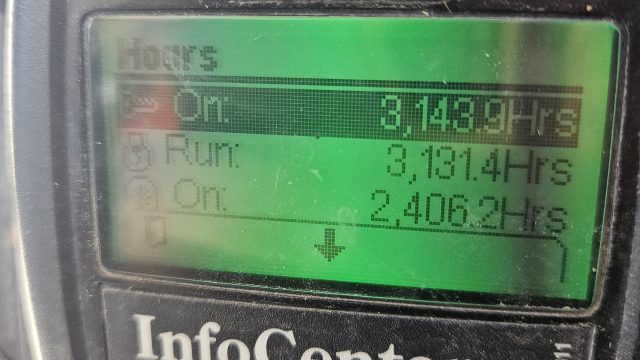 Hours
On: 3,143.9Hrs
Run: 3,131.4Hrs
On: 2,406.2Hrs
InfoCenter